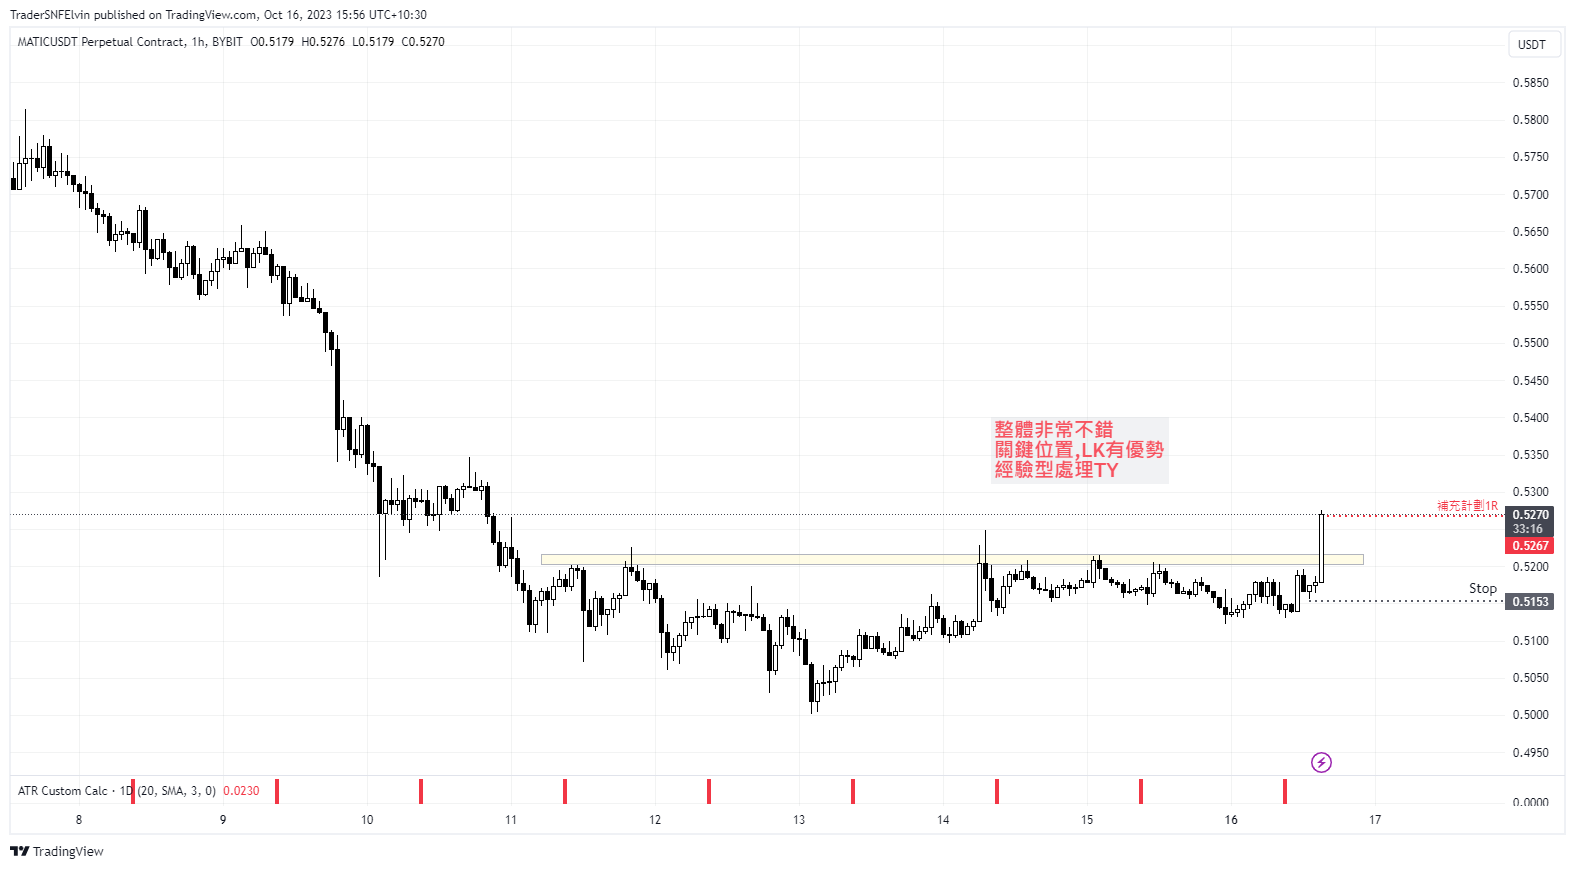 TraderSNFElvin published on TradingView.com, Oct 16, 2023 15:56 UTC+10:30
MATICUSDT Perpetual Contract, 1h, BYBIT O0.5179 H0.5276 L0.5179 C0.5270
USDT
0.5850
0.5800
0.5750
0.5700
0.5650
0.5600
0.5550
0.5500
0.5450
0.5400
整體非常不錯
關鍵位置,LK有優勢
經驗型處理TY
0.5350
0.5300
補充計劃1R
0.5270
33:16
0.5267
0.5200
Stop
0.5153
0.5100
0.5050
0.5000
0.4950
ATR Custom Calc · 1D (20, SMA, 3, 0) 0.0230
0.0000
8 9 10 11 12 13 14 15 16 17
TradingView